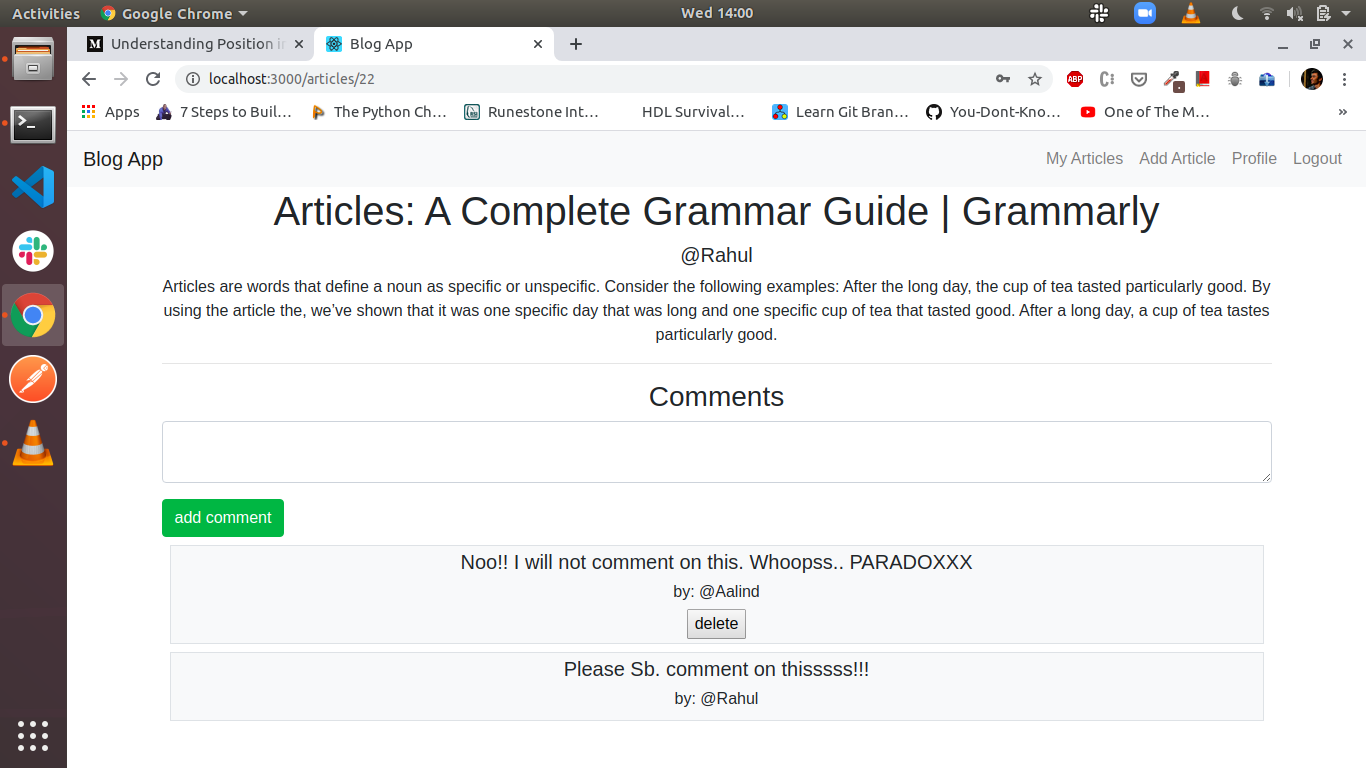 Activities Google Chrome Wed 14:00
Understanding Position in Blog App
localhost:3000/articles/22 ABP
Apps 7 Steps to Buil… The Python Ch… Runestone Int… HDL Survival… Learn Git Bran… You-Dont-Kno… One of The M… »
Blog App My Articles Add Article Profile Logout
Articles: A Complete Grammar Guide | Grammarly
@Rahul
Articles are words that define a noun as specific or unspecific. Consider the following examples: After the long day, the cup of tea tasted particularly good. By
using the article the, we've shown that it was one specific day that was long and one specific cup of tea that tasted good. After a long day, a cup of tea tastes
particularly good.
Comments
add comment
Noo!! I will not comment on this. Whoopss.. PARADOXXX
by: @Aalind
delete
Please Sb. comment on thisssss!!!
by: @Rahul